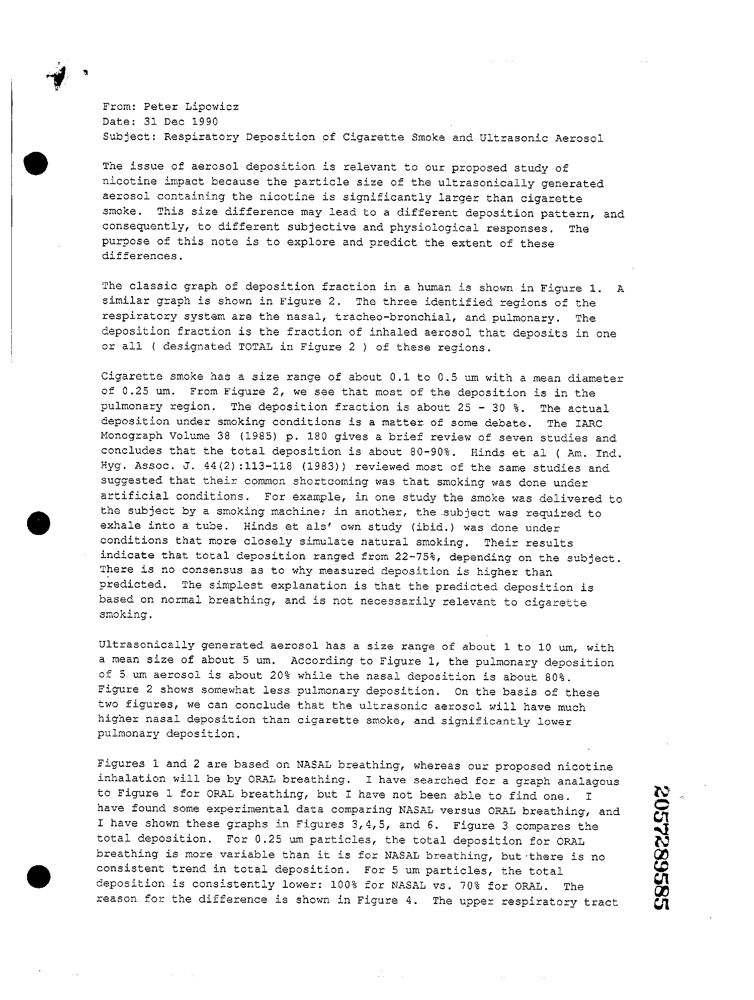 From: Peter Lipowicz
Date: 31 Dec 1990
Subject: Respiratory Deposition of Cigarette Smoke and Ultrasonic Aerosol
The issue of aerosol deposition is relevant to our proposed study of
nicotine impact because the particle size of the ultrasonically generated
aerosol containing the nicotine is significantly larger than cigarette
smoke. This size difference may lead to a different deposition pattern, and
consequently, to different subjective and physiological responses. The
purpose of this note is to explore and predict the extent of these
differences.
The classic graph of deposition fraction in a human is shown in Figure 1. A
similar graph is shown in Figure 2. The three identified regions of the
respiratory system are the nasal, tracheo-bronchial, and pulmonary. The
deposition fraction is the fraction of inhaled aerosol that deposits in one
or all ( designated TOTAL in Figure 2 ) of these regions.
Cigarette smoke has a size range of about 0.1 to 0.5 um with a mean diameter
of 0.25 um. From Figure 2, we see that most of the deposition is in the
pulmonary region. The deposition fraction is about 25 - 30 %. The actual
deposition under smoking conditions is a matter of some debate. The IARC
Monograph Volume 38 (1985) p. 180 gives a brief review of seven studies and
concludes that the total deposition is about 80-90%. Hinds et al ( Am. Ind.
Hyg. Assoc. J. 44(2):113-118 (1983)) reviewed most of the same studies and
suggested that their common shortcoming was that smoking was done under
artificial conditions. For example, in one study the smoke was delivered to
the subject by a smoking machine; in another, the subject was required to
exhale into a tube. Hinds et als' own study (ibid.) was done under
conditions that more closely simulate natural smoking. Their results
indicate that total deposition ranged from 22-75%, depending on the subject.
There is no consensus as to why measured deposition is higher than
predicted. The simplest explanation is that the predicted deposition is
based on normal breathing, and is not necessarily relevant to cigarette
smoking.
Ultrasonically generated aerosol has a size range of about 1 to 10 um, with
a mean size of about 5 um. According to Figure 1, the pulmonary deposition
of 5 um aerosol is about 20% while the nasal deposition is about 80%.
Figure 2 shows somewhat less pulmonary deposition. On the basis of these
two figures, we can conclude that the ultrasonic aerosol will have much
higher nasal deposition than cigarette smoke, and significantly lower
pulmonary deposition.
Figures 1 and 2 are based on NASAL breathing, whereas our proposed nicotine
inhalation will be by ORAL breathing. I have searched for a graph analagous
to Figure 1 for ORAL breathing, but I have not been able to find one. I
have found some experimental data comparing NASAL versus ORAL breathing, and
I have shown these graphs in Figures 3,4,5, and 6. Figure 3 compares the
total deposition. For 0.25 um particles, the total deposition for ORAL
breathing is more variable than it is for NASAL breathing, but there is no
consistent trend in total deposition. For 5 um particles, the total
deposition is consistently lower: 100% for NASAL vs. 70% for ORAL. The
reason for the difference is shown in Figure 4. The upper respiratory tract
2057289585